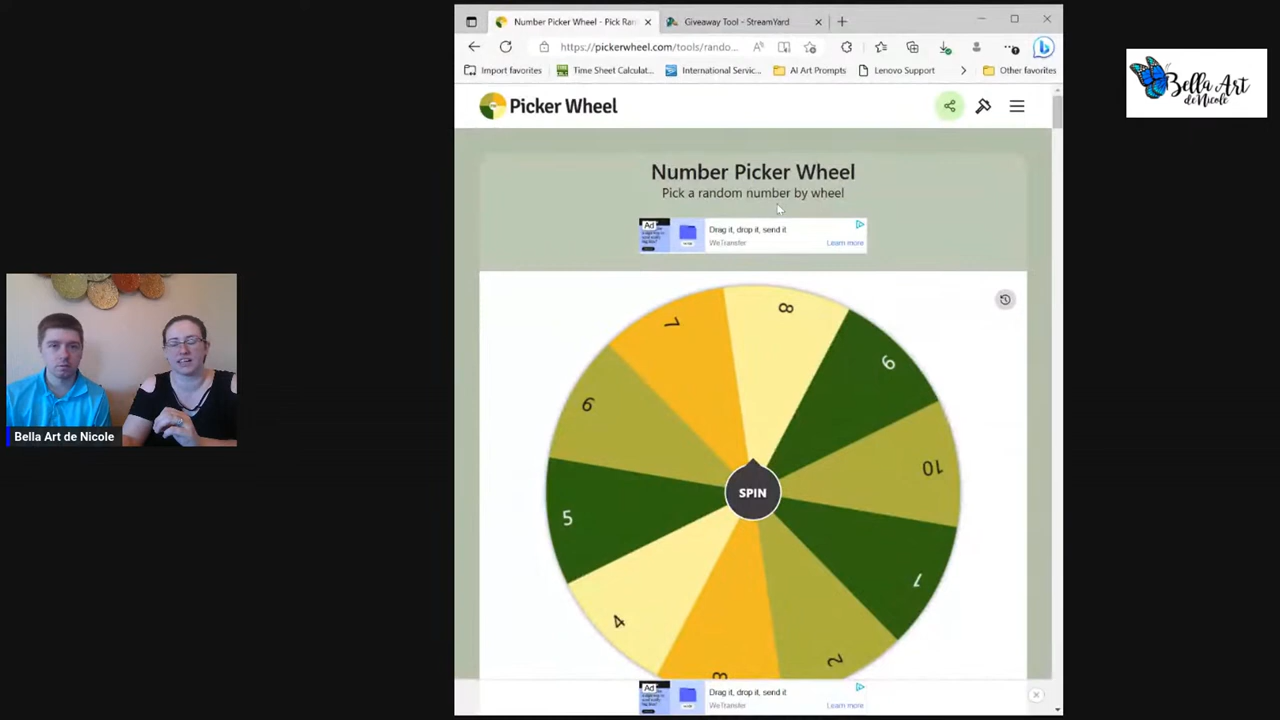 Number Picker Wheel - Pick Ran
Giveaway Tool - StreamYard
https://pickerwheel.com/tools/rando...
Import favorites
Time Sheet Calculat...
International Servic...
AI Art Prompts
Lenovo Support
Other favorites
Picker Wheel
Bella Art
de Nicole
Number Picker Wheel
Pick a random number by wheel
Ad
Drag it, drop it, send it
WeTransfer
Learn more
7
8
9
6
10
SPIN
5
1
4
3
2
Bella Art de Nicole
Ad
Drag it, drop it, send it
WeTransfer
Learn more